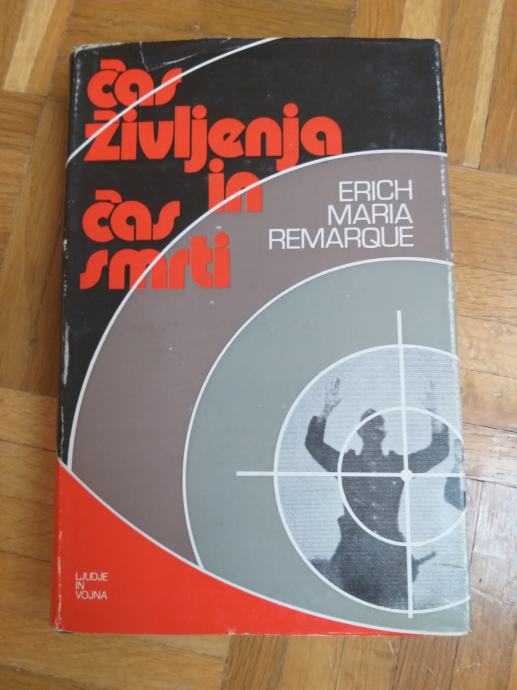 čas
življenja
in
čas
smrti
ERICH
MARIA
REMARQUE
LJUDJE
IN
VOJNA